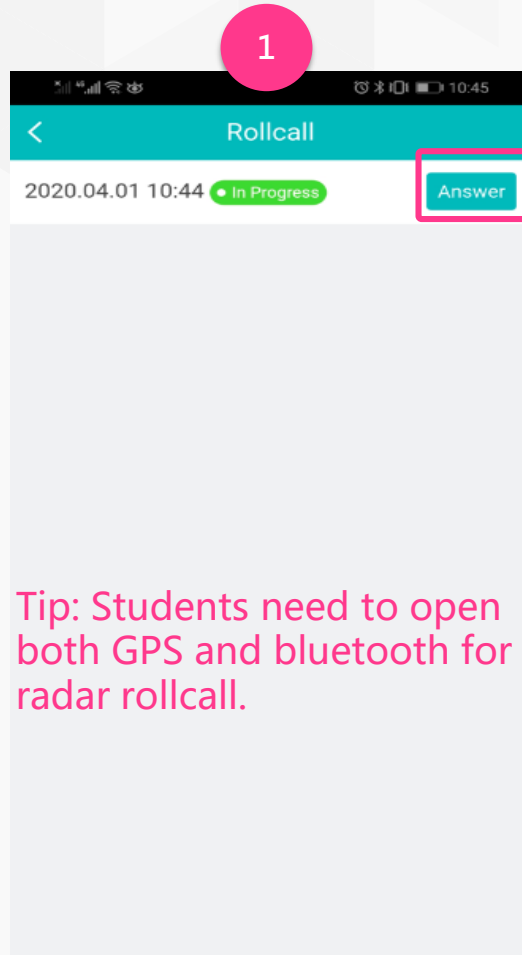 1
4G
10:45
Rollcall
2020.04.01 10:44 In Progress
Answer
Tip: Students need to open
both GPS and bluetooth for
radar rollcall.